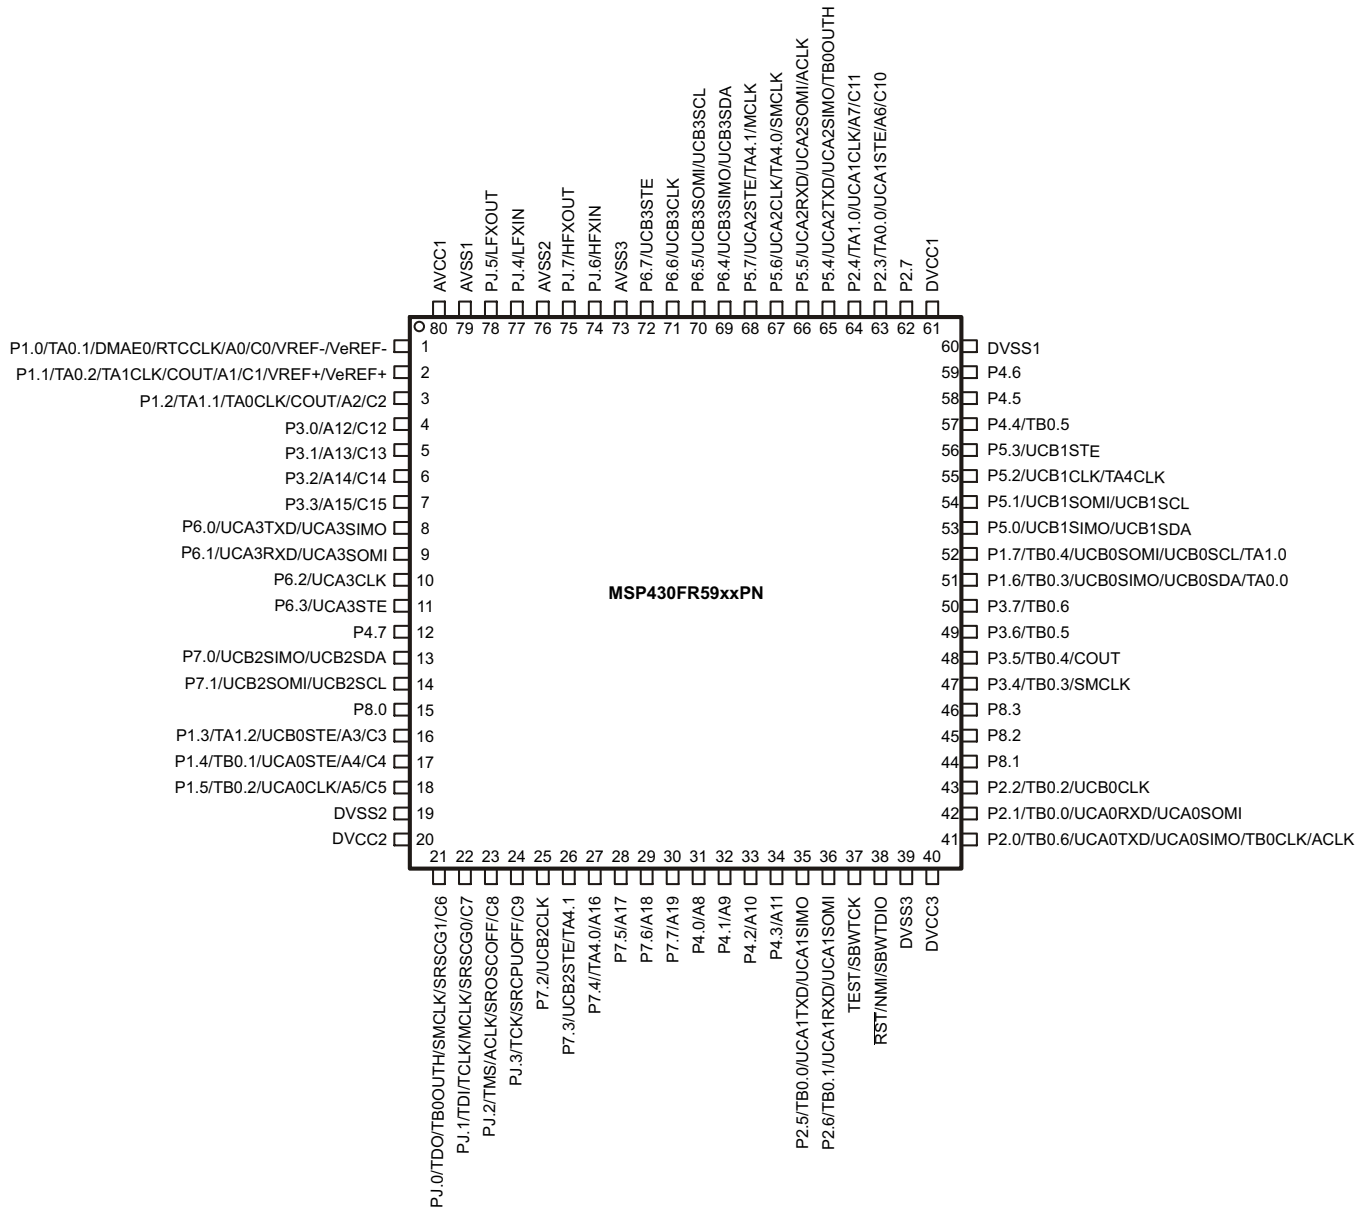 P5.4/UCA2TXD/UCA2SIMO/TB0OUTH
P5.5/UCA2RXD/UCA2SOMI/ACLK
P5.6/UCA2CLK/TA4.0/SMCLK
P5.7/UCA2STE/TA4.1/MCLK
P2.4/TA1.0/UCA1CLK/A7/C11
P2.3/TA0.0/UCA1STE/A6/C10
P6.5/UCB3SOMI/UCB3SCL
P6.4/UCB3SIMO/UCB3SDA
P6.7/UCB3STE
P6.6/UCB3CLK
PJ.5/LFXOUT
PJ.4/LFXIN
PJ.7/HFXOUT
PJ.6/HFXIN
AVCC1
AVSS1
AVSS2
AVSS3
P2.7
DVCC1
80 79 78 77 76 75 74 73 72 71 70 69 68 67 66 65 64 63 62 61
P1.0/TA0.1/DMAE0/RTCCLK/A0/C0/VREF-/VeREF- 1
P1.1/TA0.2/TA1CLK/COUT/A1/C1/VREF+/VeREF+ 2
P1.2/TA1.1/TA0CLK/COUT/A2/C2 3
P3.0/A12/C12 4
P3.1/A13/C13 5
P3.2/A14/C14 6
P3.3/A15/C15 7
P6.0/UCA3TXD/UCA3SIMO 8
P6.1/UCA3RXD/UCA3SOMI 9
P6.2/UCA3CLK 10
P6.3/UCA3STE 11
P4.7 12
P7.0/UCB2SIMO/UCB2SDA 13
P7.1/UCB2SOMI/UCB2SCL 14
P8.0 15
P1.3/TA1.2/UCB0STE/A3/C3 16
P1.4/TB0.1/UCA0STE/A4/C4 17
P1.5/TB0.2/UCA0CLK/A5/C5 18
DVSS2 19
DVCC2 20
MSP430FR59xxPN
60 DVSS1
59 P4.6
58 P4.5
57 P4.4/TB0.5
56 P5.3/UCB1STE
55 P5.2/UCB1CLK/TA4CLK
54 P5.1/UCB1SOMI/UCB1SCL
53 P5.0/UCB1SIMO/UCB1SDA
52 P1.7/TB0.4/UCB0SOMI/UCB0SCL/TA1.0
51 P1.6/TB0.3/UCB0SIMO/UCB0SDA/TA0.0
50 P3.7/TB0.6
49 P3.6/TB0.5
48 P3.5/TB0.4/COUT
47 P3.4/TB0.3/SMCLK
46 P8.3
45 P8.2
44 P8.1
43 P2.2/TB0.2/UCB0CLK
42 P2.1/TB0.0/UCA0RXD/UCA0SOMI
41 P2.0/TB0.6/UCA0TXD/UCA0SIMO/TB0CLK/ACLK
21 22 23 24 25 26 27 28 29 30 31 32 33 34 35 36 37 38 39 40
PJ.0/TDO/TB0OUTH/SMCLK/SRSCG1/C6
PJ.1/TDI/TCLK/MCLK/SRSCG0/C7
PJ.2/TMS/ACLK/SROSCOFF/C8
PJ.3/TCK/SRCPUOFF/C9
P7.2/UCB2CLK
P7.3/UCB2STE/TA4.1
P7.4//TA4.0/A16
P7.5/A17
P7.6/A18
P7.7/A19
P4.0/A8
P4.1/A9
P4.2/A10
P4.3/A11
P2.5/TB0.0/UCA1TXD/UCA1SIMO
P2.6/TB0.1/UCA1RXD/UCA1SOMI
TEST/SBWTCK
RST/NMI/SBWTDIO
DVSS3
DVCC3